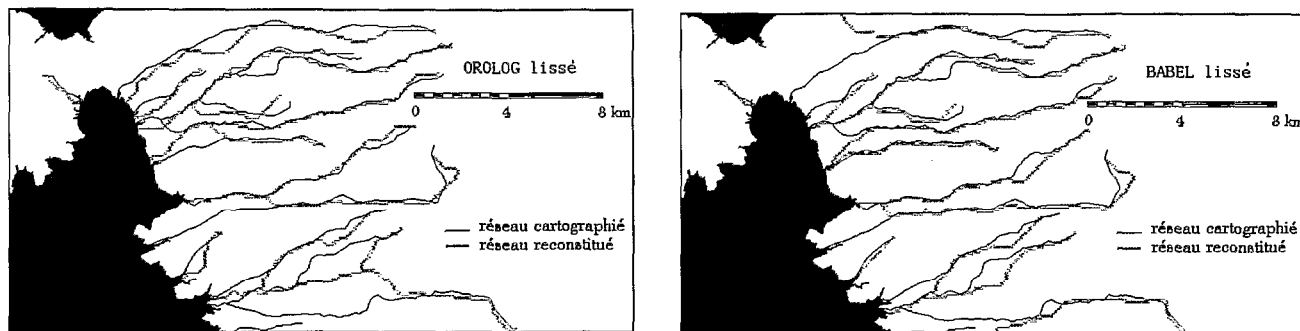 OROLOG lissé
0 4 8 km
réseau cartographié
réseau reconstitué
BABEL lissé
0 4 8 km
réseau cartographié
réseau reconstitué